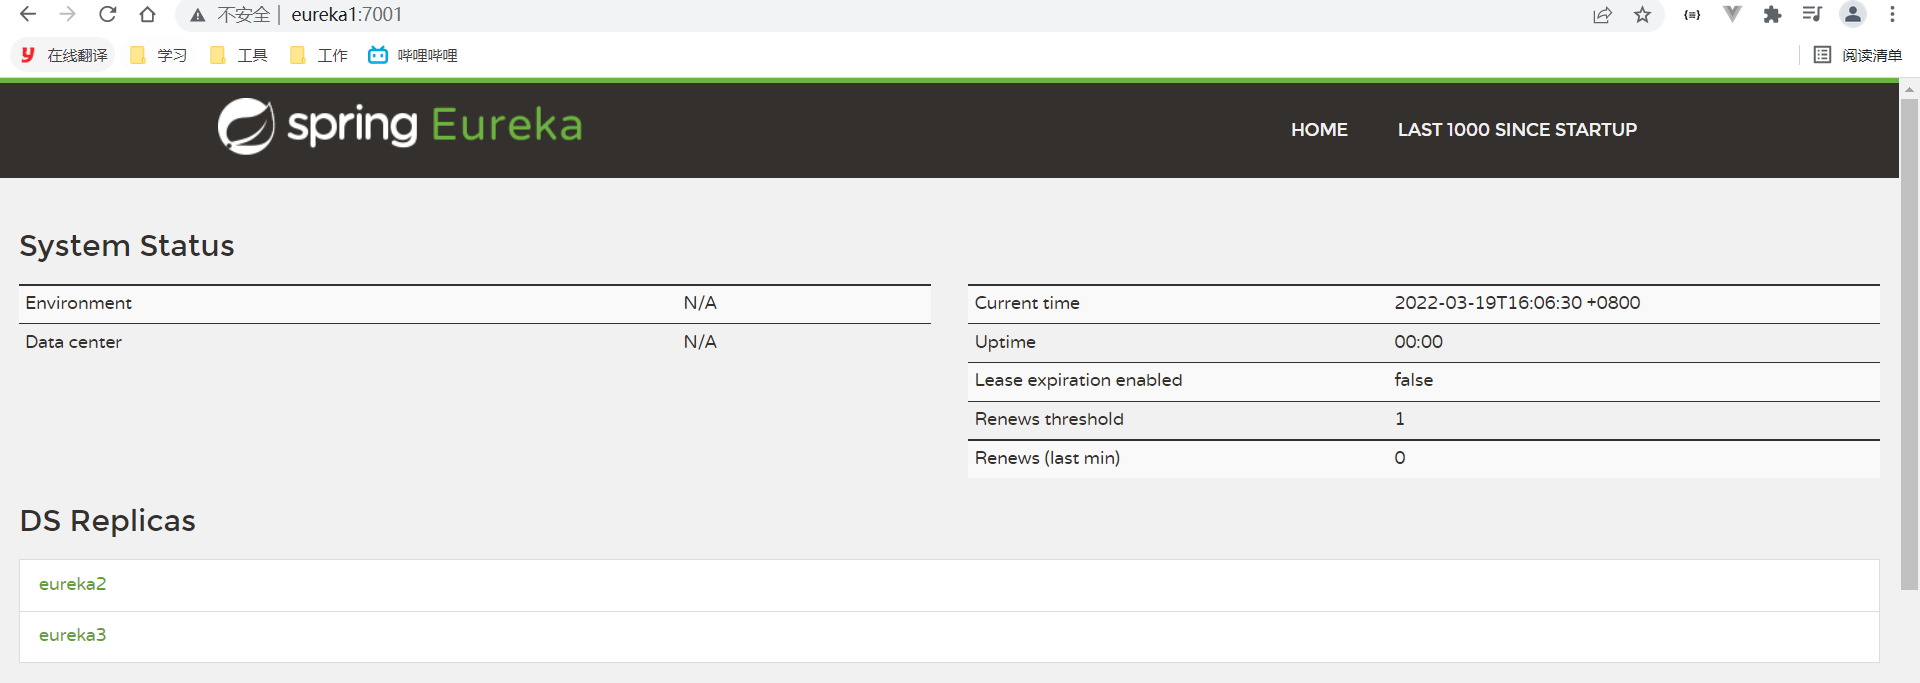 不安全 eureka1:7001
在线翻译 学习 工具 工作 哔哩哔哩 阅读清单
spring Eureka HOME LAST 1000 SINCE STARTUP
System Status
Environment N/A
Data center N/A
Current time 2022-03-19T16:06:30 +0800
Uptime 00:00
Lease expiration enabled false
Renews threshold 1
Renews (last min) 0
DS Replicas
eureka2
eureka3